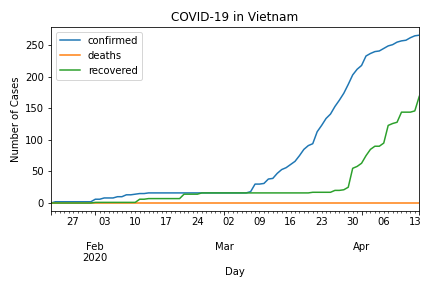 COVID-19 in Vietnam
confirmed
deaths
recovered
Number of Cases
250
200
150
100
50
0
27 03 10 17 24 02 09 16 23 30 06 13
Feb Mar Apr
2020
Day